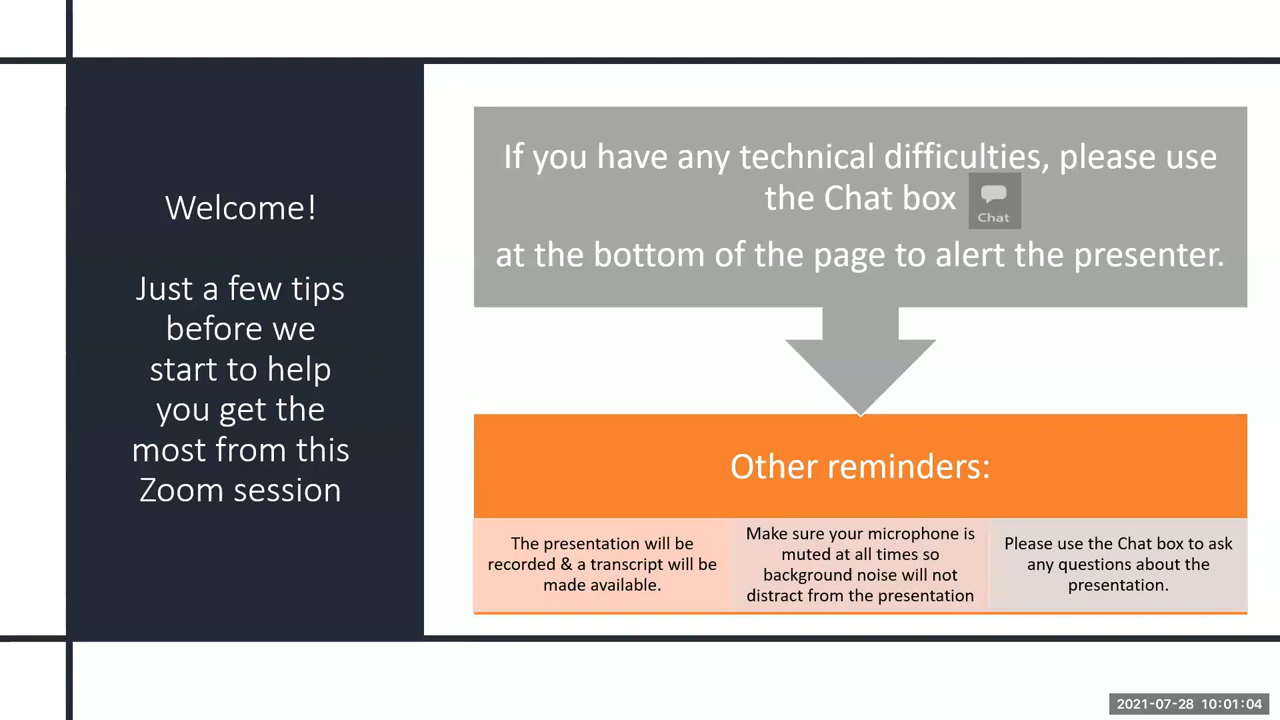 Welcome!
Just a few tips
before we
start to help
you get the
most from this
Zoom session
If you have any technical difficulties, please use
the Chat box
Chat
at the bottom of the page to alert the presenter.
Other reminders:
The presentation will be
recorded & a transcript will be
made available.
Make sure your microphone is
muted at all times so
background noise will not
distract from the presentation
Please use the Chat box to ask
any questions about the
presentation.
2021-07-28 10:01:04